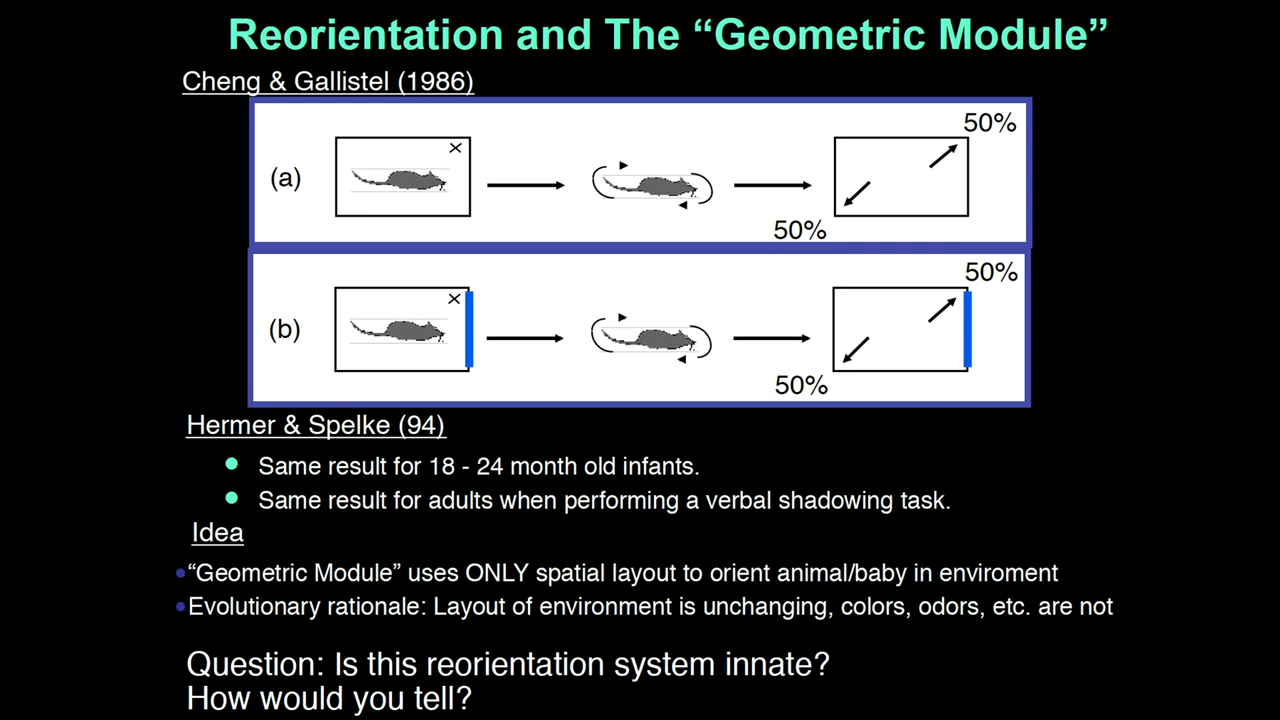 Reorientation and The “Geometric Module”
Cheng & Gallistel (1986)
50%
(a)
×
50%
50%
(b)
×
50%
Hermer & Spelke (94)
Same result for 18 - 24 month old infants.
Same result for adults when performing a verbal shadowing task.
Idea
“Geometric Module” uses ONLY spatial layout to orient animal/baby in enviroment
Evolutionary rationale: Layout of environment is unchanging, colors, odors, etc. are not
Question: Is this reorientation system innate?
How would you tell?